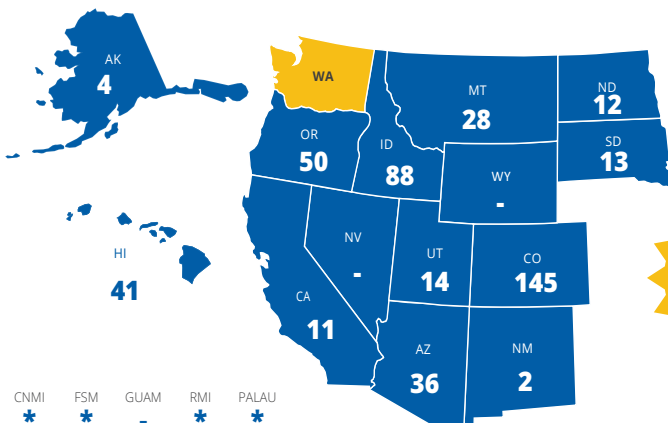 AK
4
WA
MT
28
ND
12
OR
50
ID
88
SD
13
WY
-
HI
41
NV
-
UT
14
CO
145
CA
11
AZ
36
NM
2
CNMI FSM GUAM RMI PALAU
* * - * *